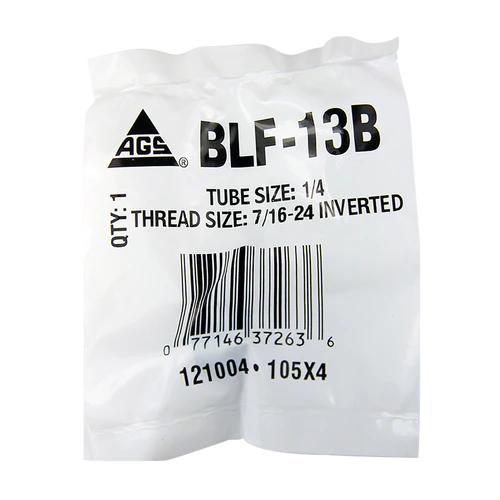 AGS® BLF-13B
QTY: 1
TUBE SIZE: 1/4
THREAD SIZE: 7/16-24 INVERTED
0 77146 37263 6
121004 • 105X4